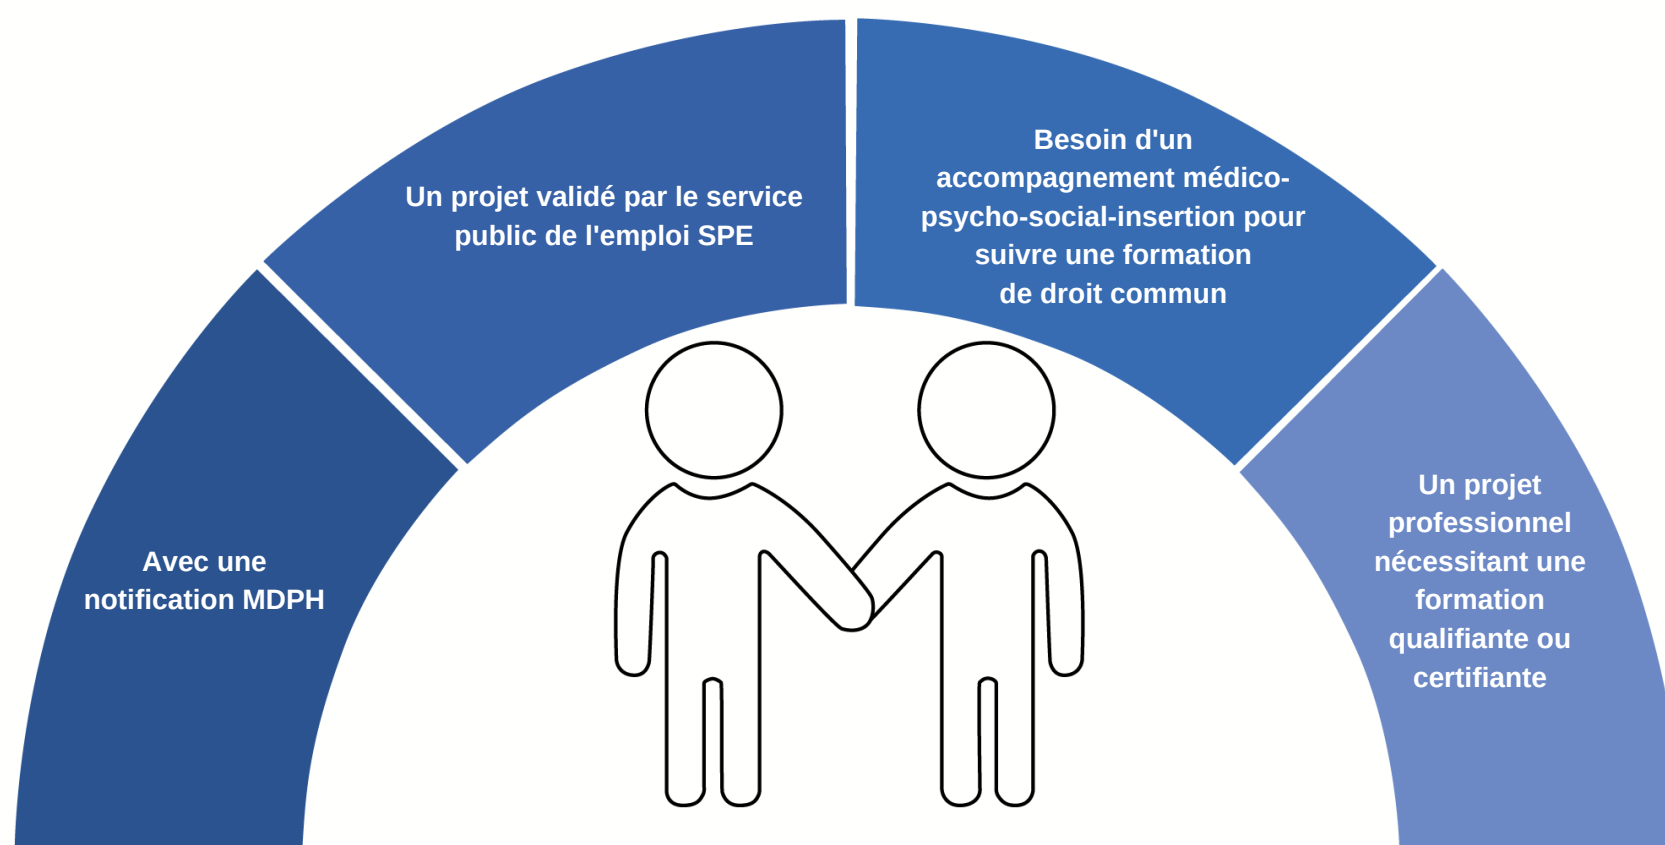 Un projet validé par le service
public de l'emploi SPE
Besoin d'un
accompagnement médico-
psycho-social-insertion pour
suivre une formation
de droit commun
Avec une
notification MDPH
Un projet
professionnel
nécessitant une
formation
qualifiante ou
certifiante